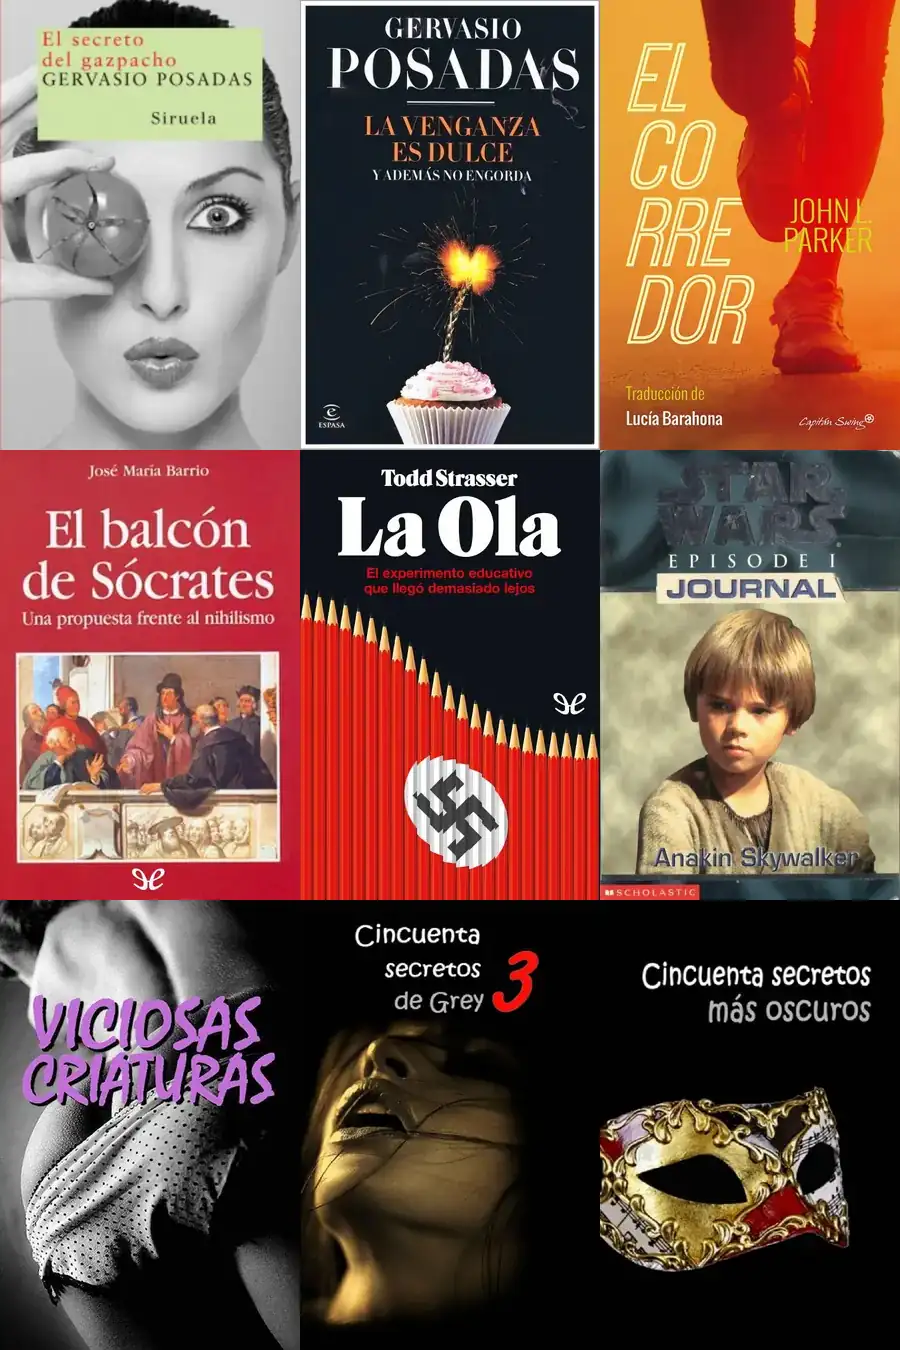 El secreto
del gazpacho
GERVASIO POSADAS
Siruela
GERVASIO
POSADAS
LA VENGANZA
ES DULCE
Y ADEMÁS NO ENGORDA
ESPASA
EL
CO
RRE
DOR
JOHN L.
PARKER
Traducción de
Lucía Barahona
Capitán Swing
José María Barrio
El balcón
de Sócrates
Una propuesta frente al nihilismo
Todd Strasser
La Ola
El experimento educativo
que llegó demasiado lejos
STAR
WARS
EPISODE I
JOURNAL
Anakin Skywalker
SCHOLASTIC
VICIOSAS
CRIATURAS
Cincuenta
secretos
de Grey 3
Cincuenta secretos
más oscuros